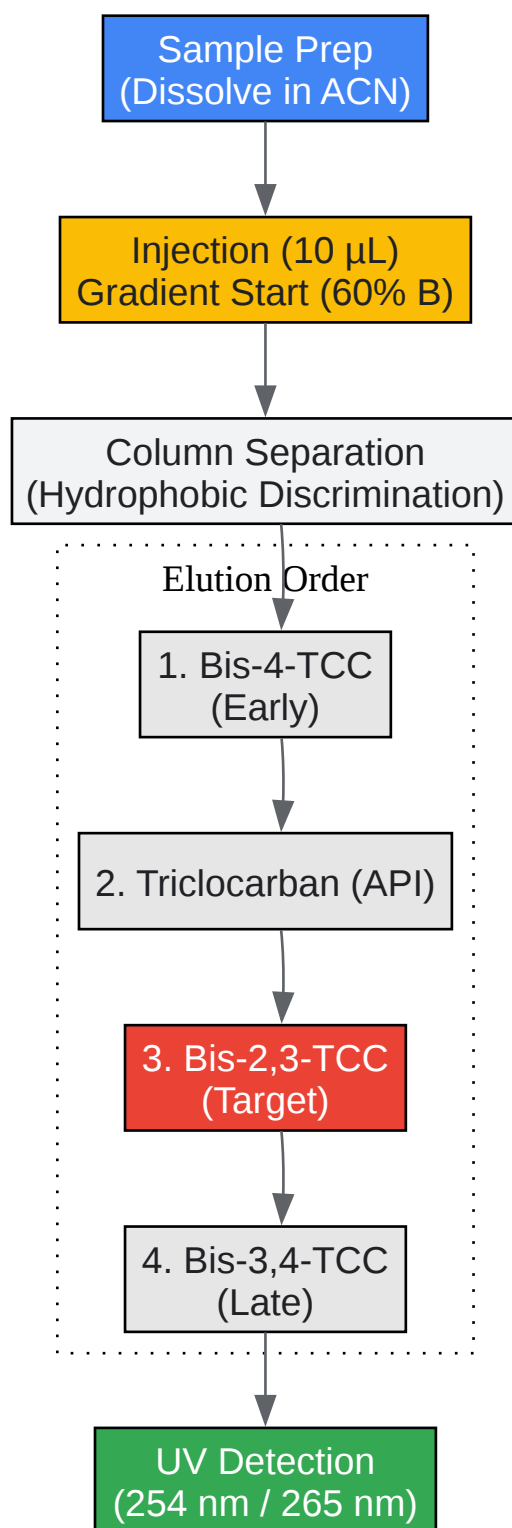 Sample Prep
(Dissolve in ACN)
Injection (10 µL)
Gradient Start (60% B)
Column Separation
(Hydrophobic Discrimination)
Elution Order
1. Bis-4-TCC
(Early)
2. Triclocarban (API)
3. Bis-2,3-TCC
(Target)
4. Bis-3,4-TCC
(Late)
UV Detection
(254 nm / 265 nm)